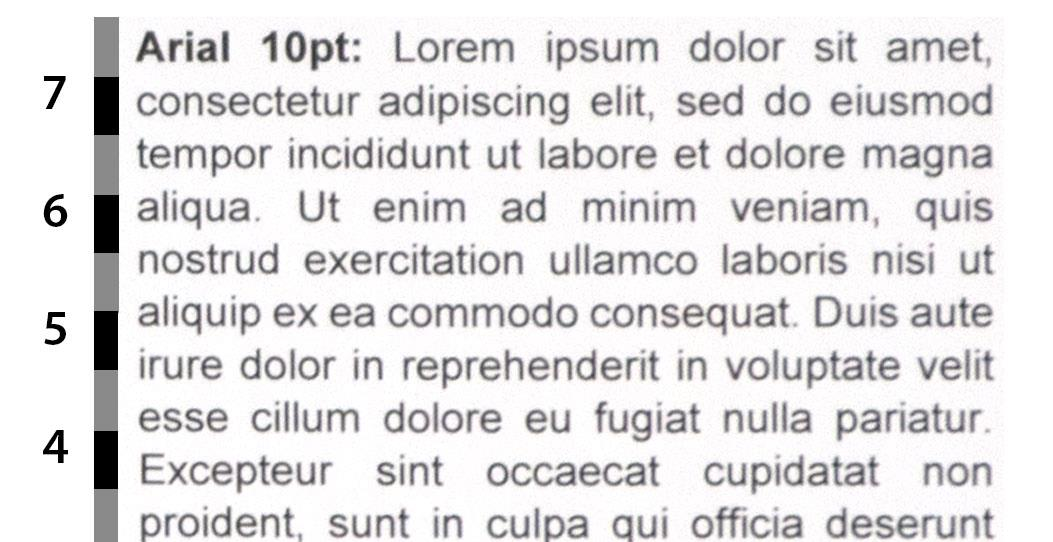 Arial 10pt: Lorem ipsum dolor sit amet,
7
consectetur adipiscing elit, sed do eiusmod
tempor incididunt ut labore et dolore magna
6
aliqua. Ut enim ad minim veniam, quis
nostrud exercitation ullamco laboris nisi ut
5
aliquip ex ea commodo consequat. Duis aute
irure dolor in reprehenderit in voluptate velit
esse cillum dolore eu fugiat nulla pariatur.
4
Excepteur sint occaecat cupidatat non
proident, sunt in culpa qui officia deserunt